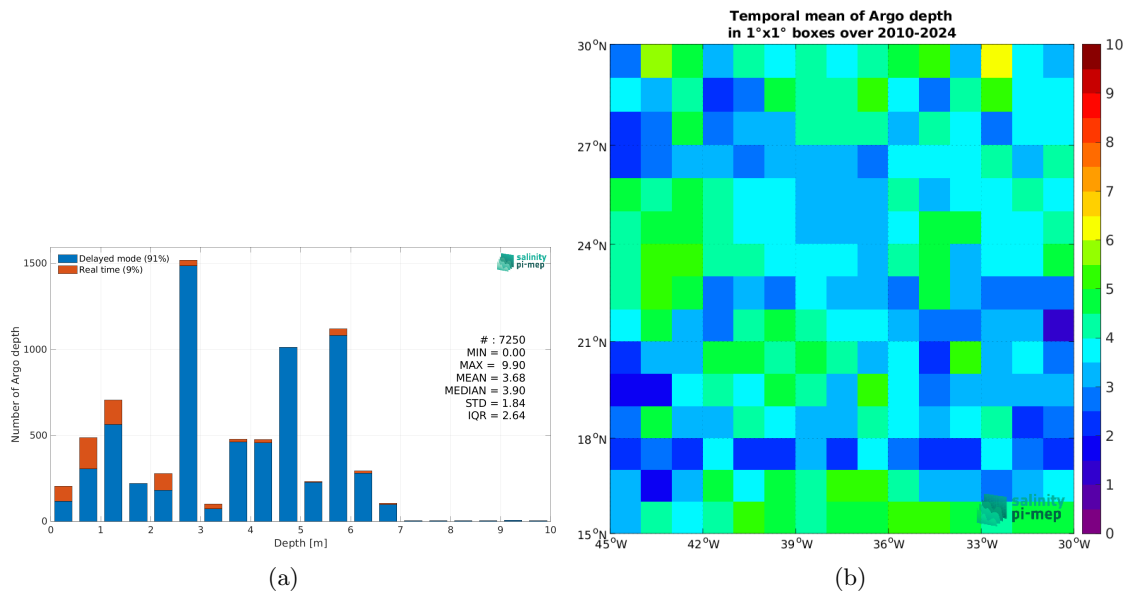 Temporal mean of Argo depth
in 1°x1° boxes over 2010-2024
Delayed mode (91%)
Real time (9%)
salinity
pi-mep
# : 7250
MIN = 0.00
MAX = 9.90
MEAN = 3.68
MEDIAN = 3.90
STD = 1.84
IQR = 2.64
Number of Argo depth
1500
1000
500
0
0 1 2 3 4 5 6 7 8 9 10
Depth [m]
(a)
30°N
27°N
24°N
21°N
18°N
15°N
45°W 42°W 39°W 36°W 33°W 30°W
salinity
pi-mep
10
9
8
7
6
5
4
3
2
1
0
(b)